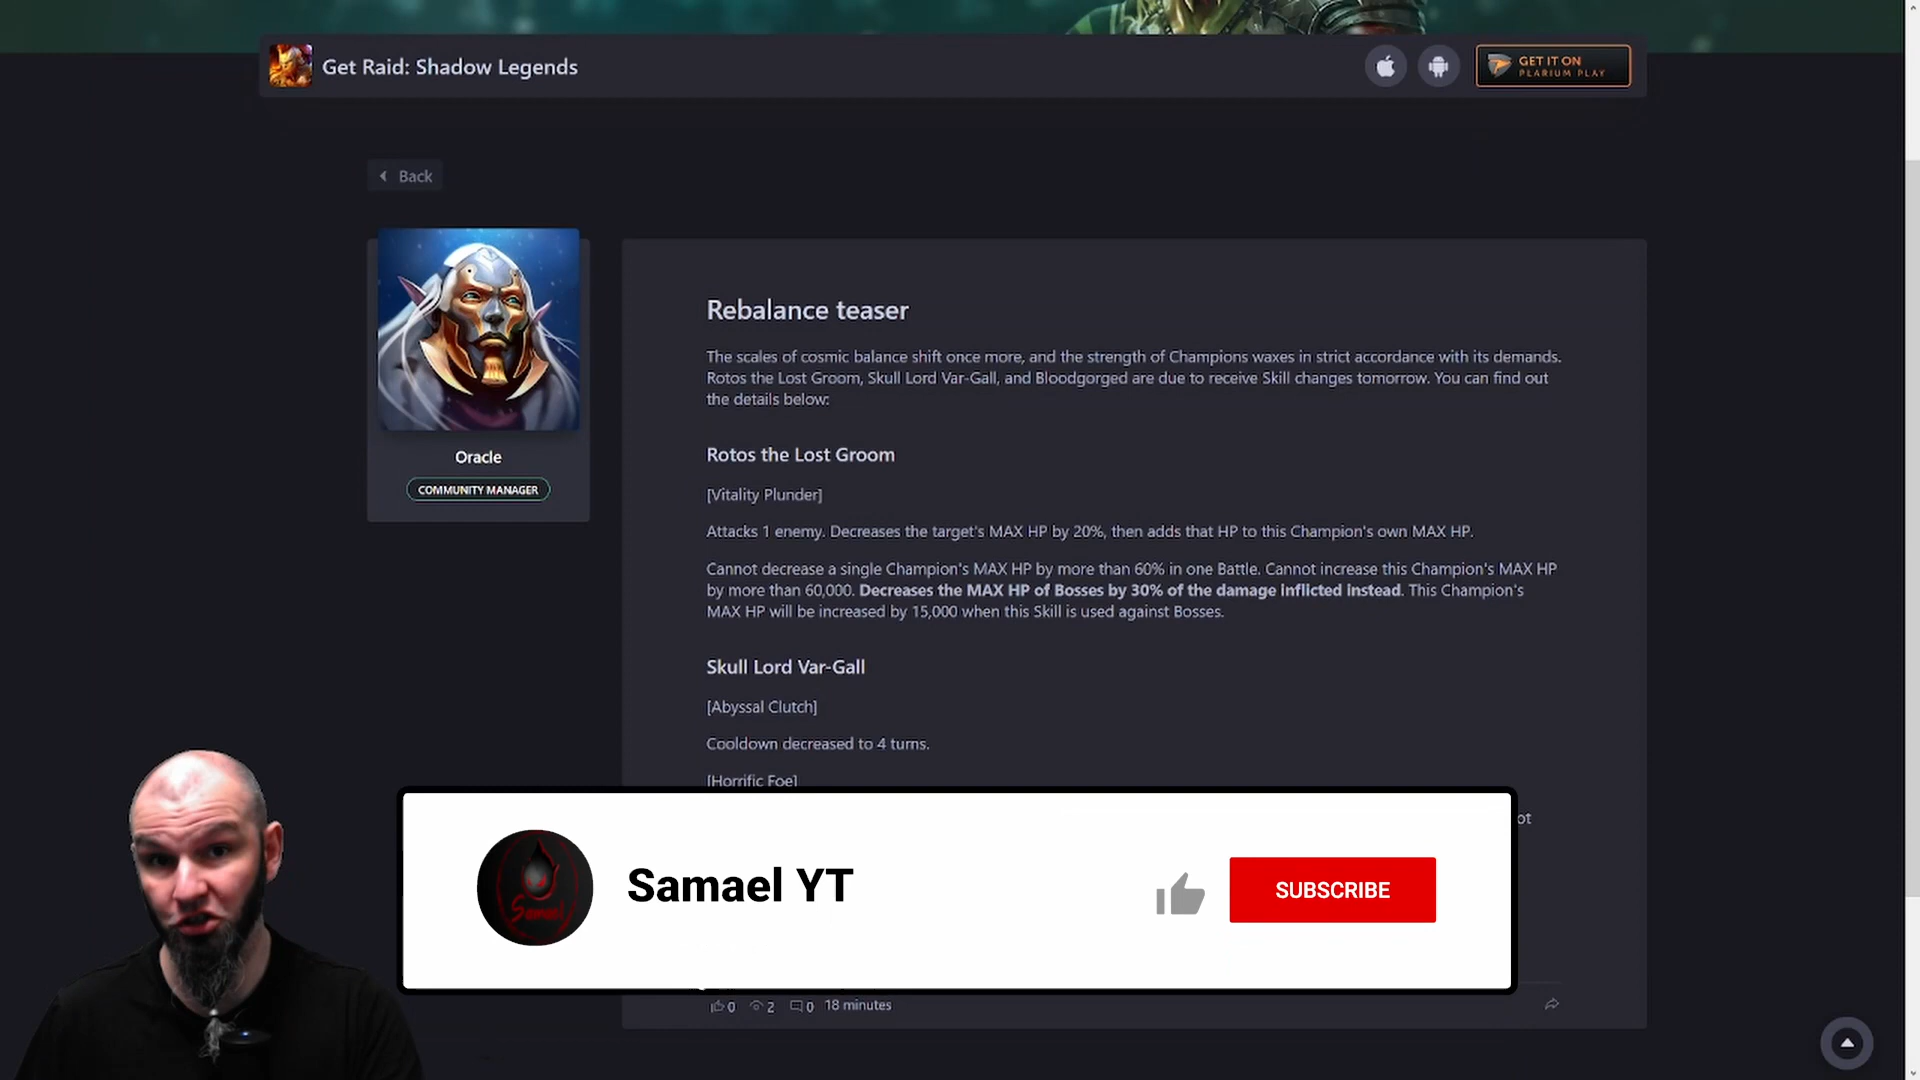 Get Raid: Shadow Legends
GET IT ON
PLARIUM PLAY
Back
Oracle
COMMUNITY MANAGER
Rebalance teaser
The scales of cosmic balance shift once more, and the strength of Champions waxes in strict accordance with its demands.
Rotos the Lost Groom, Skull Lord Var-Gall, and Bloodgorged are due to receive Skill changes tomorrow. You can find out
the details below:
Rotos the Lost Groom
[Vitality Plunder]
Attacks 1 enemy. Decreases the target's MAX HP by 20%, then adds that HP to this Champion's own MAX HP.
Cannot decrease a single Champion's MAX HP by more than 60% in one Battle. Cannot increase this Champion's MAX HP
by more than 60,000. Decreases the MAX HP of Bosses by 30% of the damage inflicted instead. This Champion's
MAX HP will be increased by 15,000 when this Skill is used against Bosses.
Skull Lord Var-Gall
[Abyssal Clutch]
Cooldown decreased to 4 turns.
[Horrific Foe]
ot
Samael
Samael YT
SUBSCRIBE
0 2 0 18 minutes